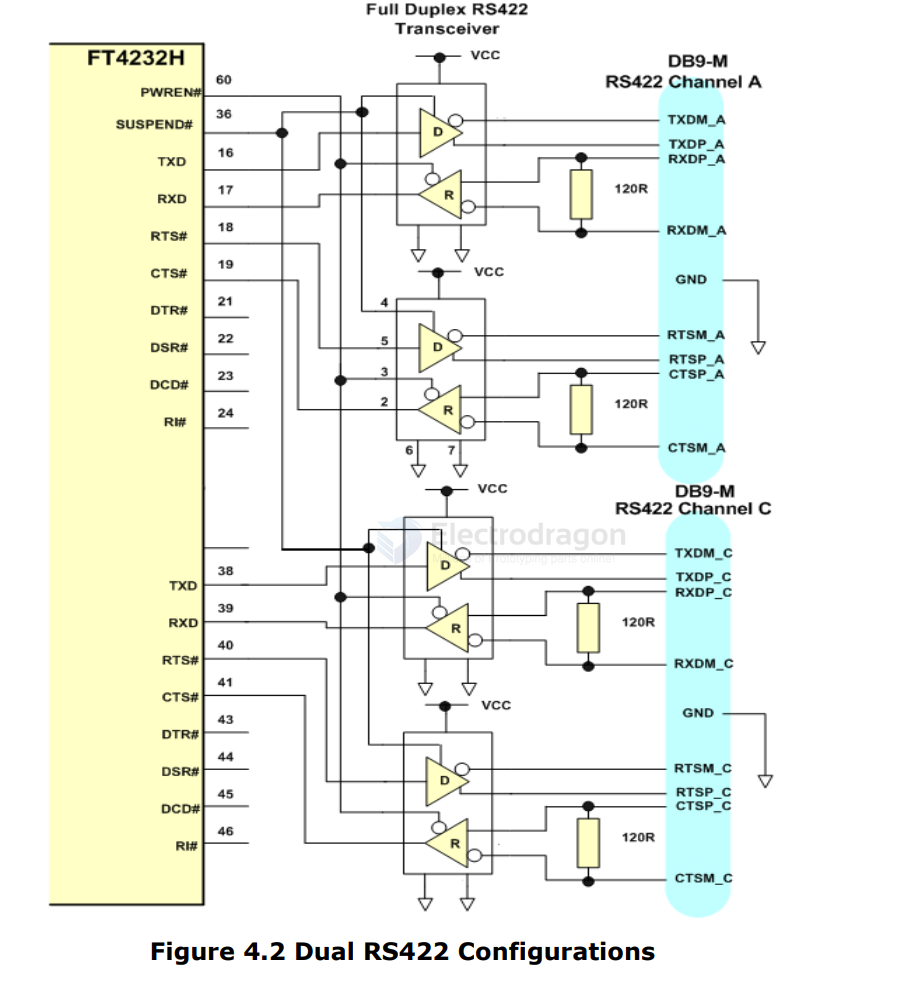 Full Duplex RS422
Transceiver
VCC
FT4232H
DB9-M
RS422 Channel A
PWREN#
60
SUSPEND#
36
TXD
16
RXD
17
RTS#
18
CTS#
19
DTR#
21
DSR#
22
DCD#
23
RI#
24
D
R
TXDM_A
TXDP_A
RXDP_A
120R
RXDM_A
GND
VCC
4
5
3
2
D
R
6
7
RTSM_A
RTSP_A
CTSP_A
120R
CTSM_A
DB9-M
RS422 Channel C
VCC
Electrodragon
TXD
38
RXD
39
RTS#
40
CTS#
41
DTR#
43
DSR#
44
DCD#
45
RI#
46
D
R
TXDM_C
TXDP_C
RXDP_C
120R
RXDM_C
GND
VCC
D
R
RTSM_C
RTSP_C
CTSP_C
120R
CTSM_C
Figure 4.2 Dual RS422 Configurations